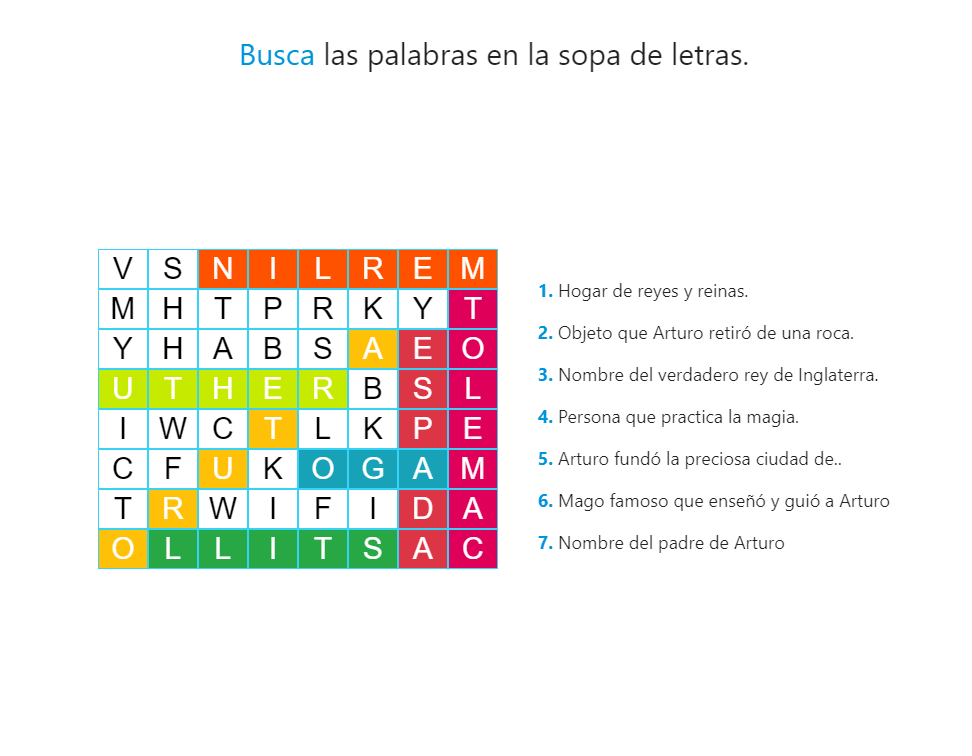 Busca las palabras en la sopa de letras.
V S N I L R E M
M H T P R K Y T
Y H A B S A E O
U T H E R B S L
I W C T L K P E
C F U K O G A M
T R W I F I D A
O L L I T S A C
1. Hogar de reyes y reinas.
2. Objeto que Arturo retiró de una roca.
3. Nombre del verdadero rey de Inglaterra.
4. Persona que practica la magia.
5. Arturo fundó la preciosa ciudad de..
6. Mago famoso que enseñó y guió a Arturo
7. Nombre del padre de Arturo